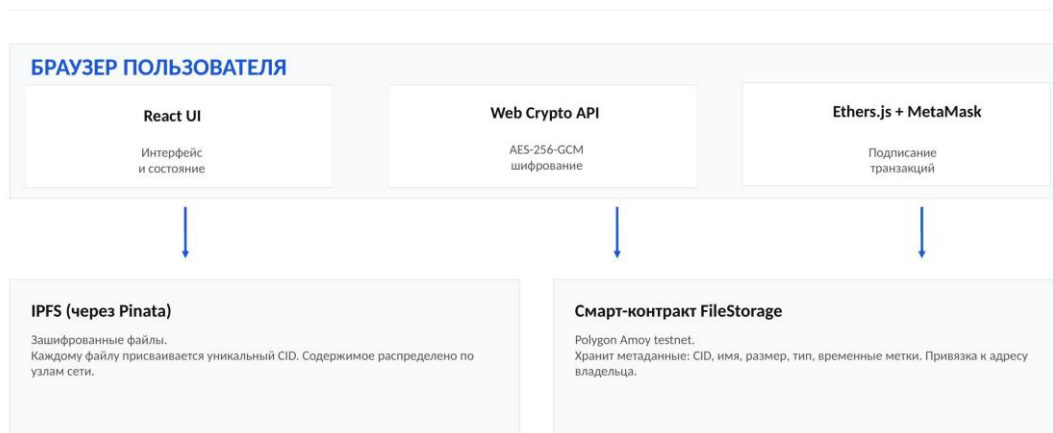 БРАУЗЕР ПОЛЬЗОВАТЕЛЯ
React UI
Интерфейс
и состояние
Web Crypto API
AES-256-GCM
шифрование
Ethers.js + MetaMask
Подписание
транзакций
IPFS (через Pinata)
Зашифрованные файлы.
Каждому файлу присваивается уникальный CID. Содержимое распределено по
узлам сети.
Смарт-контракт FileStorage
Polygon Amoy testnet.
Хранит метаданные: CID, имя, размер, тип, временные метки. Привязка к адресу
владельца.